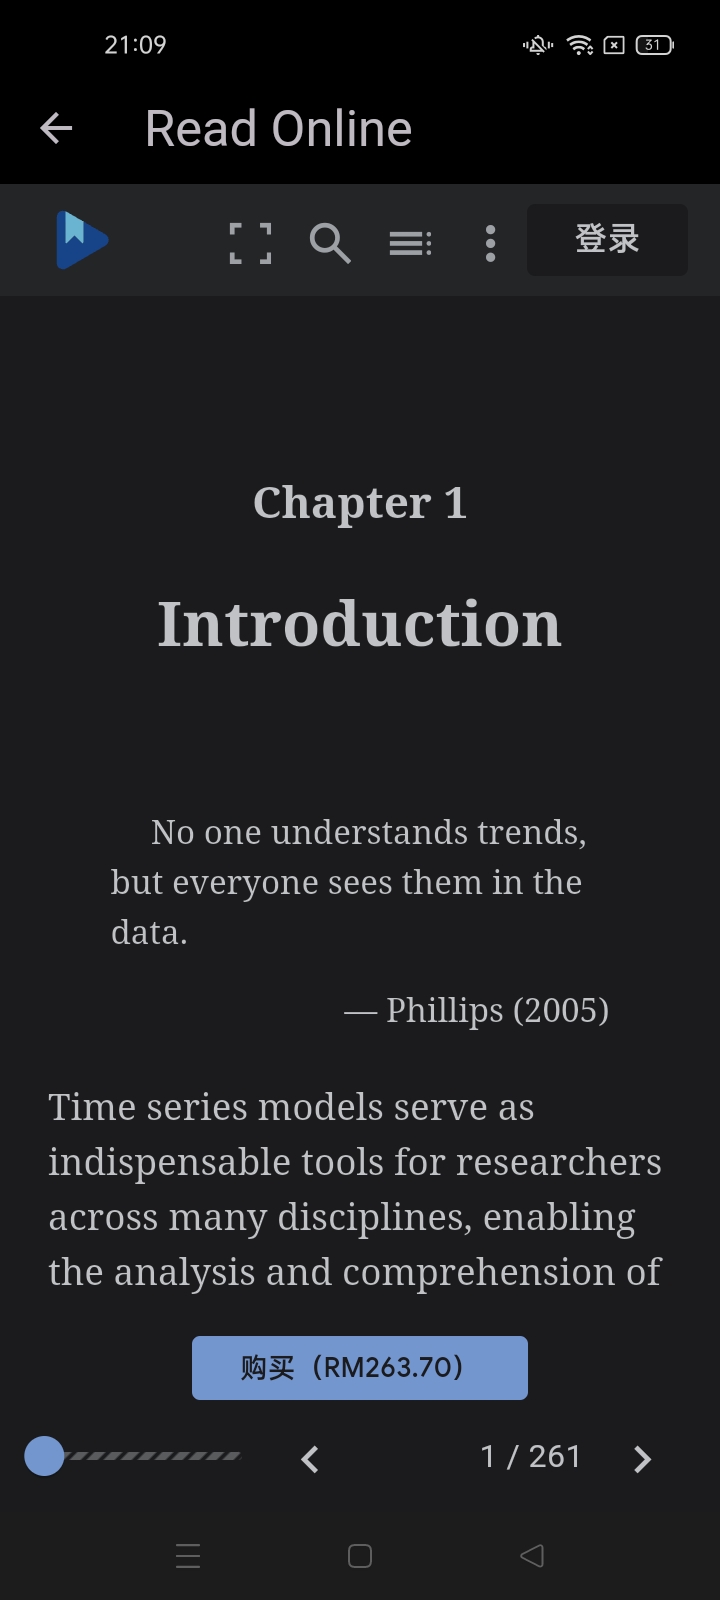 21:09
31
Read Online
登录
Chapter 1
Introduction
No one understands trends,
but everyone sees them in the
data.
— Phillips (2005)
Time series models serve as
indispensable tools for researchers
across many disciplines, enabling
the analysis and comprehension of
购买（RM263.70）
1 / 261